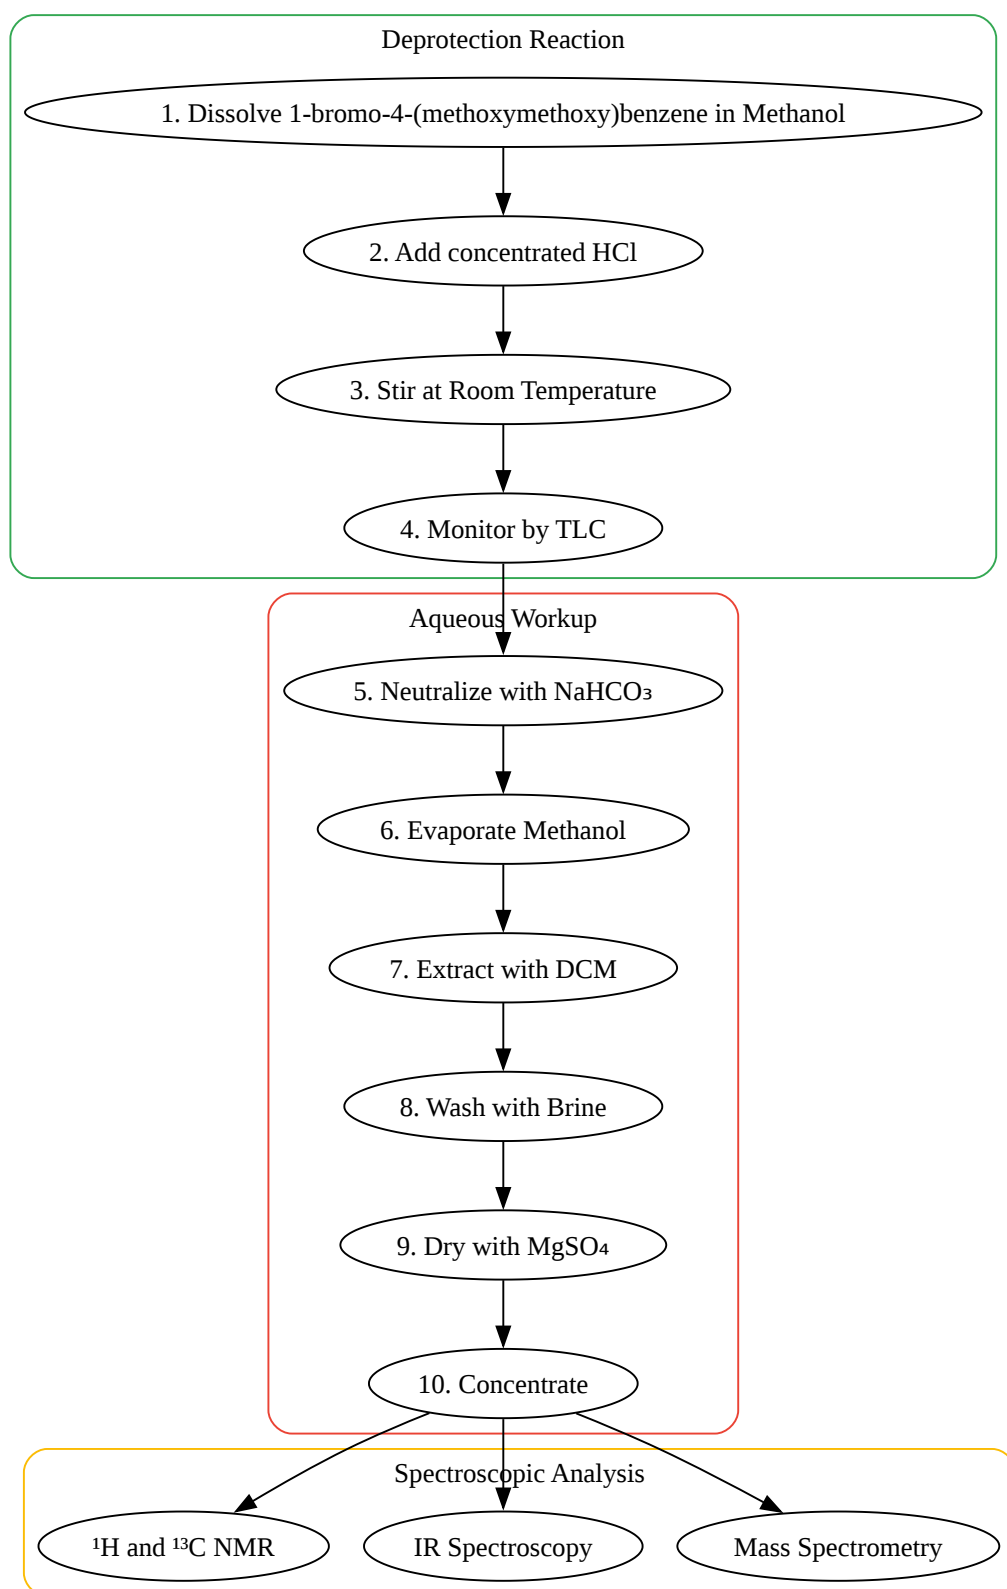 Deprotection Reaction
1. Dissolve 1-bromo-4-(methoxymethoxy)benzene in Methanol
2. Add concentrated HCl
3. Stir at Room Temperature
4. Monitor by TLC
Aqueous Workup
5. Neutralize with NaHCO₃
6. Evaporate Methanol
7. Extract with DCM
8. Wash with Brine
9. Dry with MgSO₄
10. Concentrate
Spectroscopic Analysis
¹H and ¹³C NMR
IR Spectroscopy
Mass Spectrometry